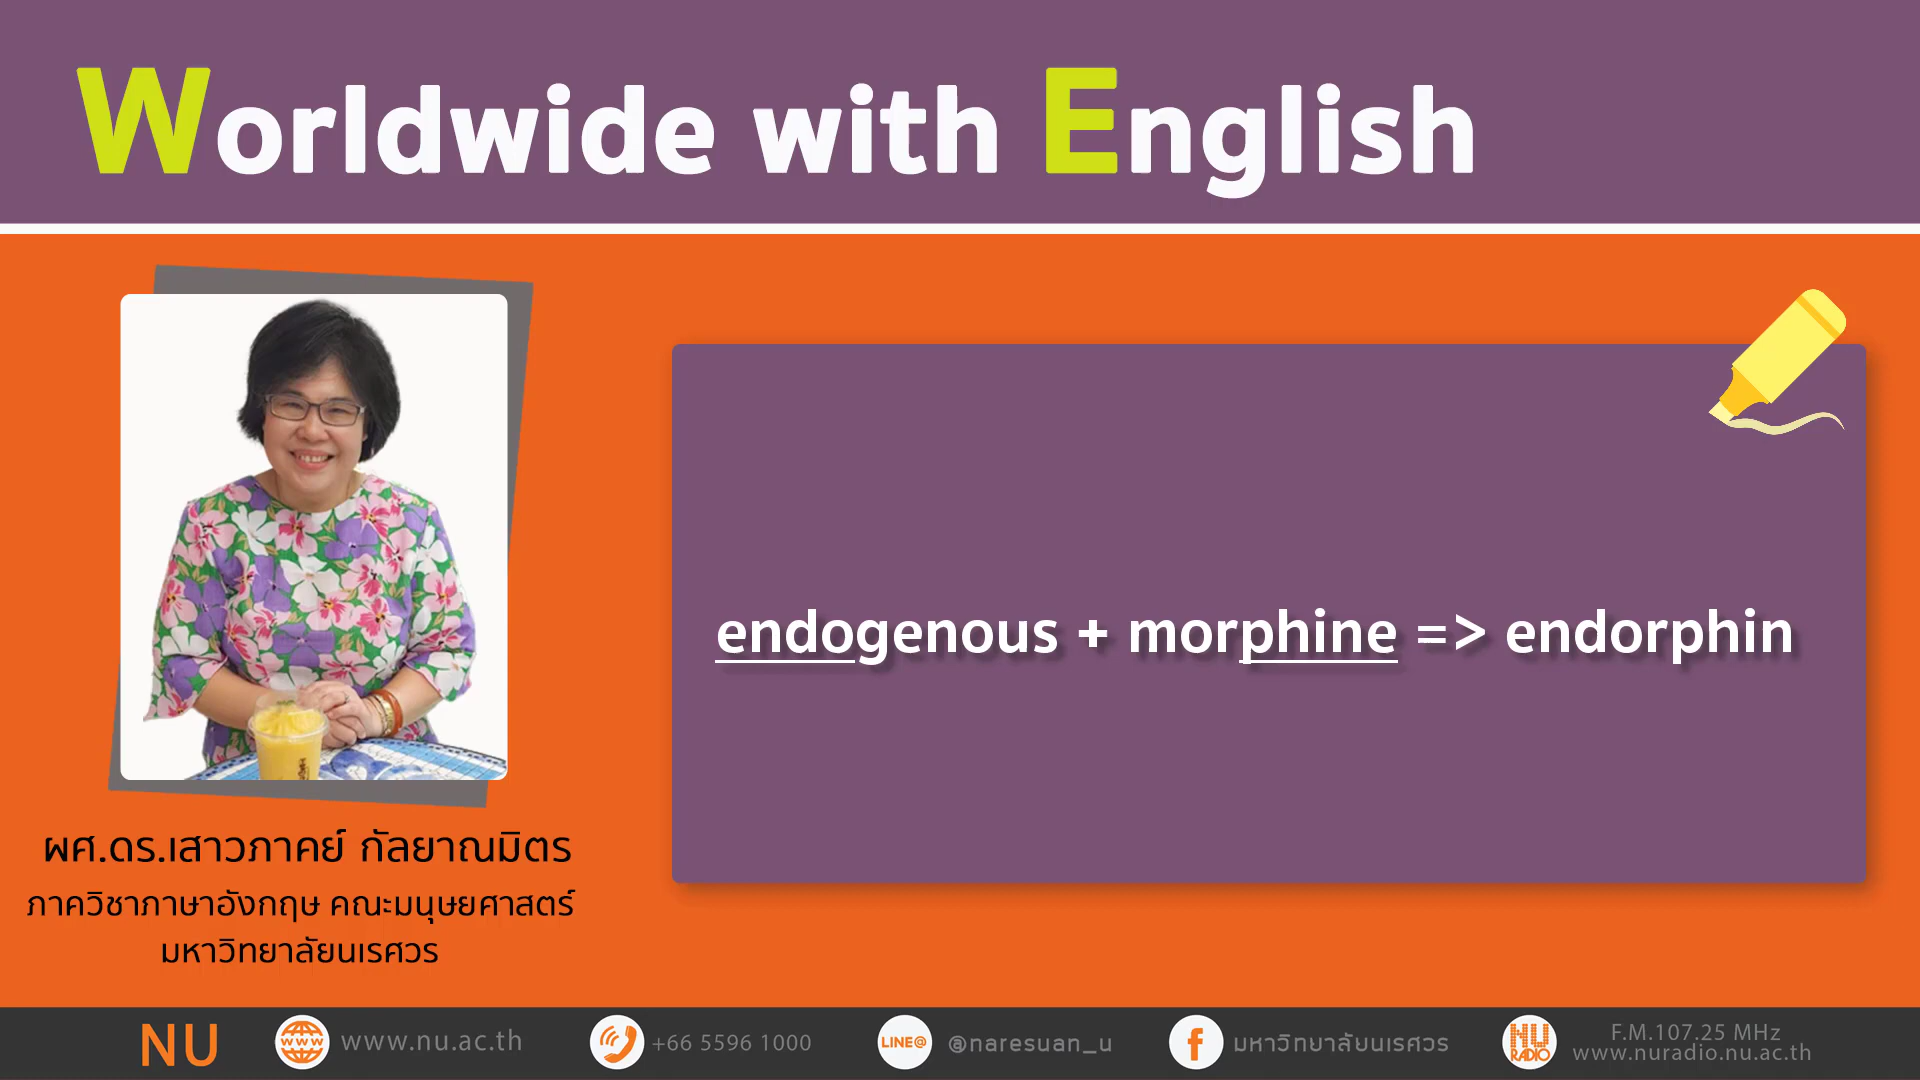 Worldwide with English
endogenous + morphine => endorphin
ผศ.ดร.เสาวภาคย์ กัลยาณมิตร
ภาควิชาภาษาอังกฤษ คณะมนุษยศาสตร์
มหาวิทยาลัยนเรศวร
NU
www
www.nu.ac.th
+66 5596 1000
LINE@
@naresuan_u
มหาวิทยาลัยนเรศวร
NU
RADIO
F.M.107.25 MHz
www.nuradio.nu.ac.th